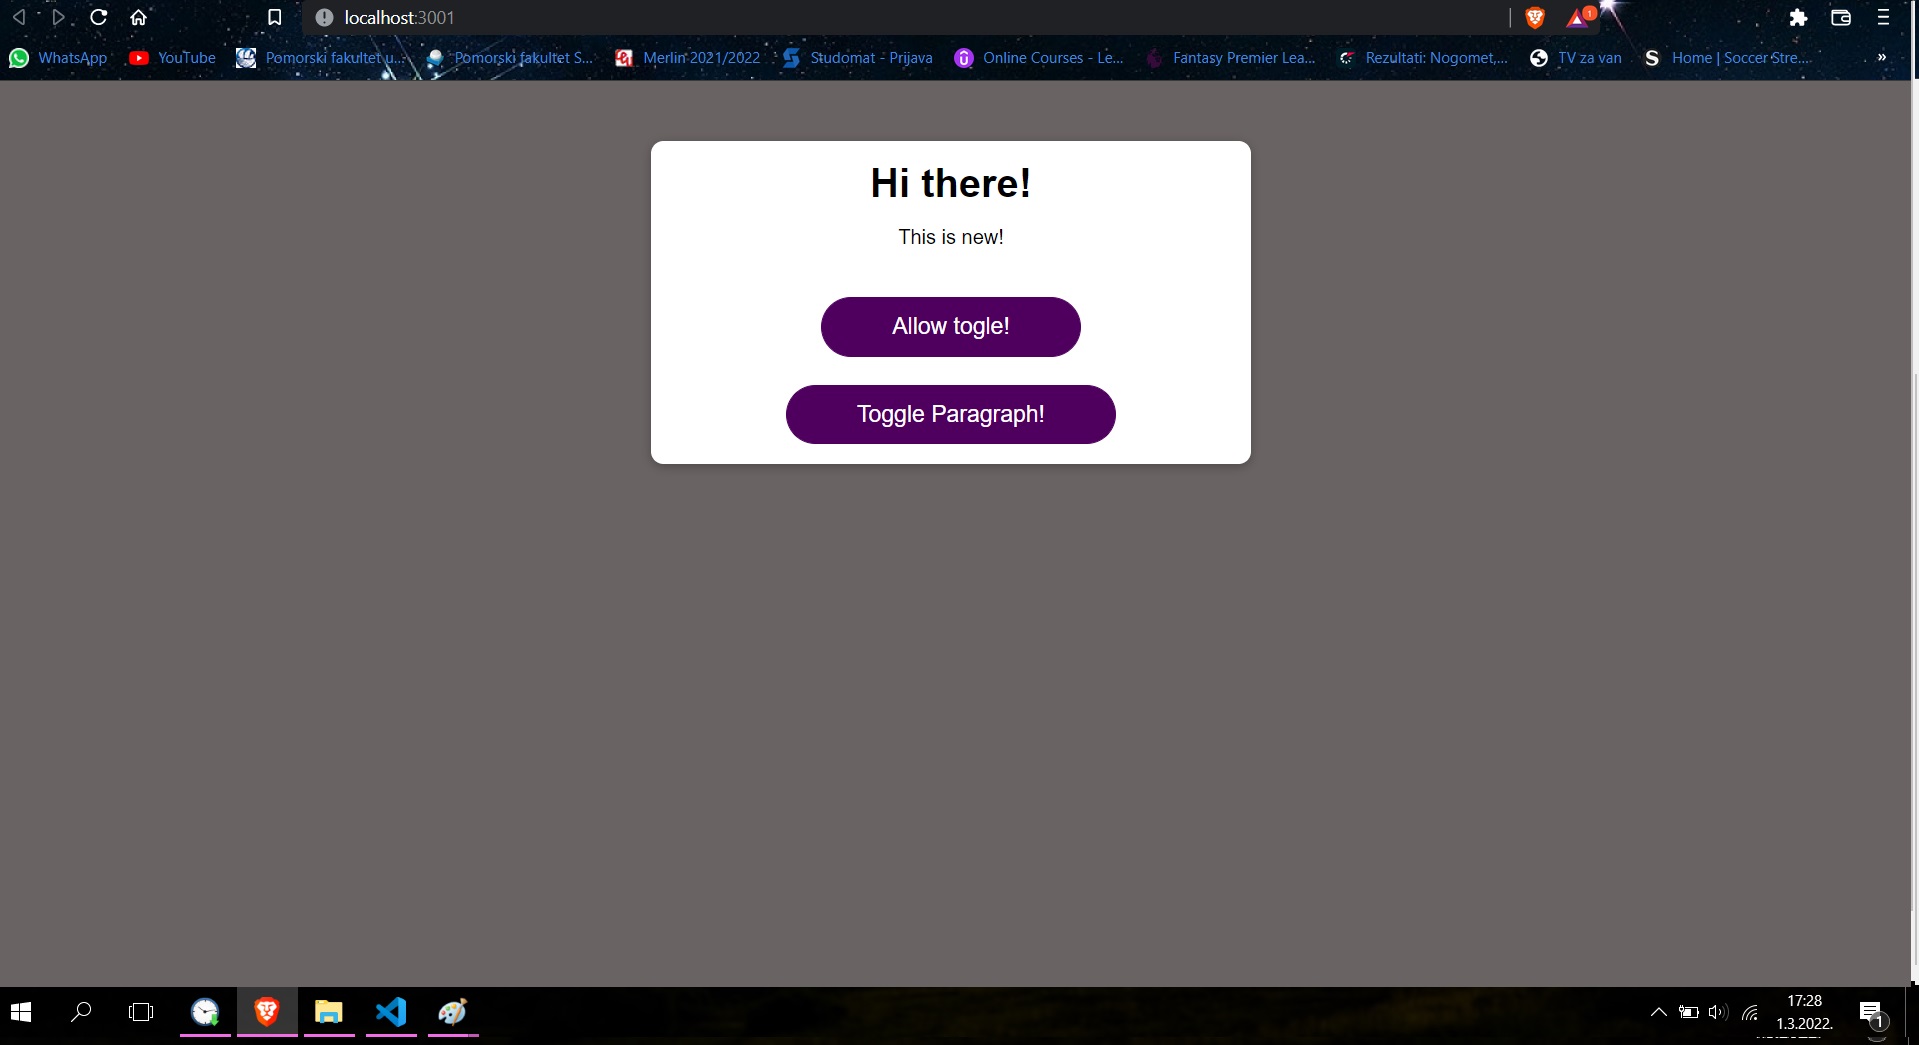 localhost:3001
1
WhatsApp YouTube Pomorski fakultet u... Pomorski fakultet S... Merlin 2021/2022 Studomat - Prijava Online Courses - Le... Fantasy Premier Lea... Rezultati: Nogomet,... TV za van Home | Soccer Stre... »
Hi there!
This is new!
Allow togle!
Toggle Paragraph!
17:28
1.3.2022.
1